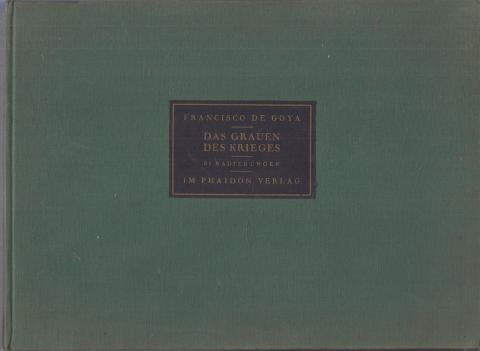 FRANCISCO DE GOYA
DAS GRAUEN
DES KRIEGES
RADIERUNGEN
IM PHAIDON VERLAG